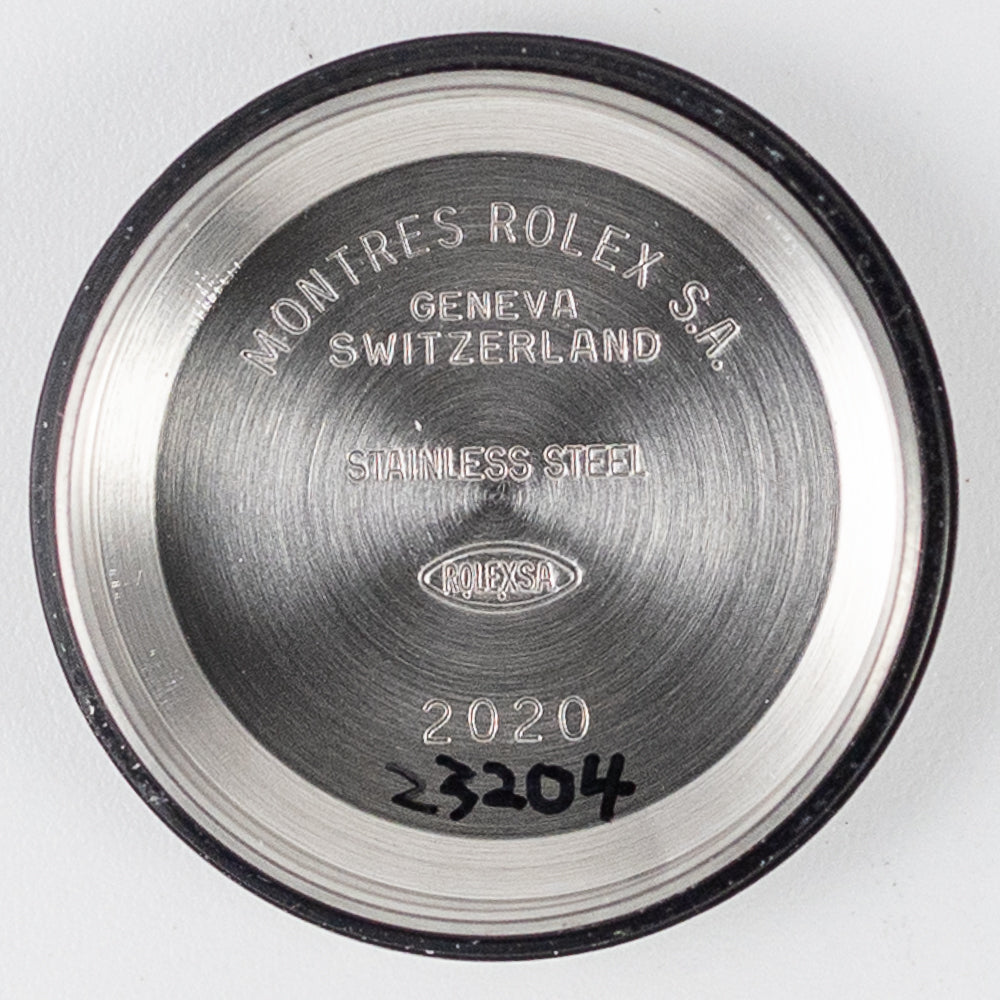 MONTRES ROLEX S.A.
GENEVA
SWITZERLAND
STAINLESS STEEL
ROLEXSA
2020
23204